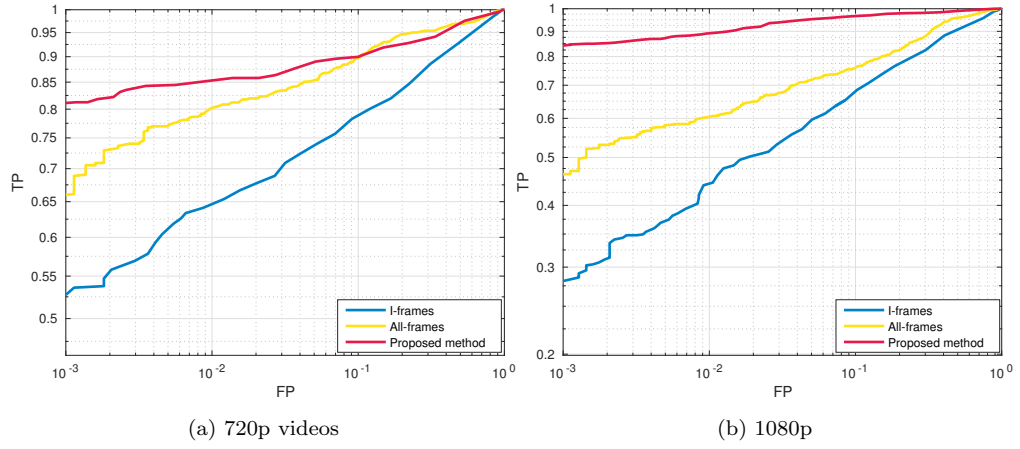 1
0.95
0.9
0.85
0.8
0.75
0.7
0.65
0.6
0.55
0.5
TP
10^-3
10^-2
10^-1
10^0
FP
I-frames
All-frames
Proposed method
(a) 720p videos
1
0.9
0.8
0.7
0.6
0.5
0.4
0.3
0.2
TP
10^-3
10^-2
10^-1
10^0
FP
I-frames
All-frames
Proposed method
(b) 1080p